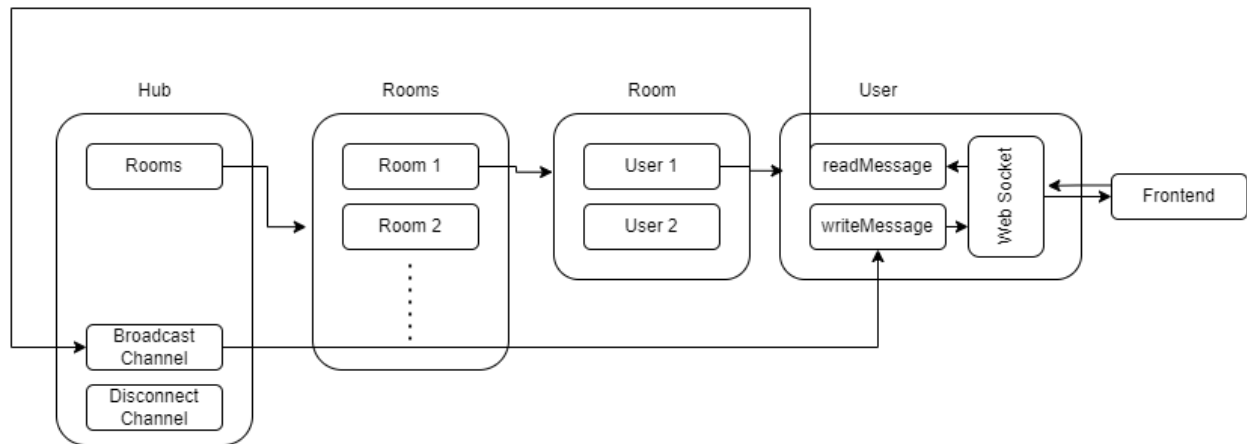 Hub
Rooms
Room
User
Rooms
Room 1
User 1
readMessage
Web Socket
Frontend
Room 2
User 2
writeMessage
Broadcast
Channel
Disconnect
Channel